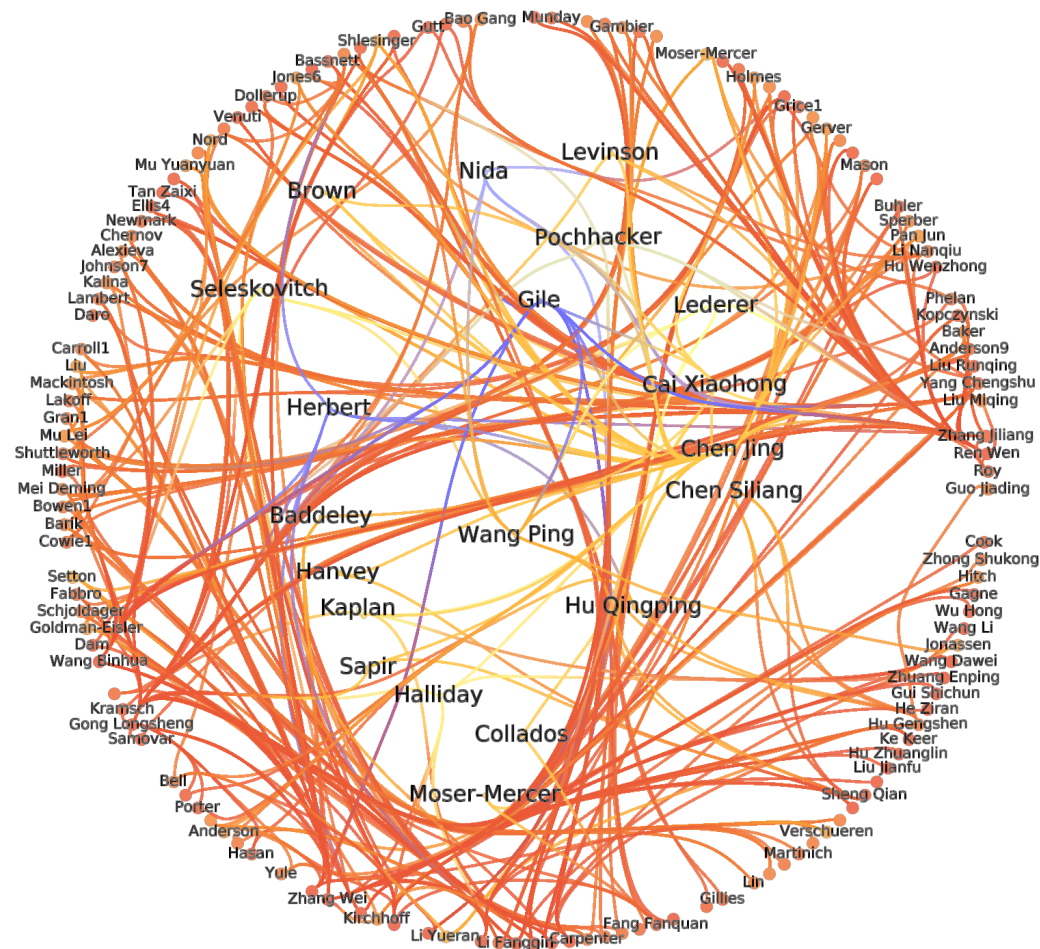 Bao Gang
Munday
Gutt
Gambier
Shlesinger
Moser-Mercer
Bassnett
Holmes
Jones6
Dollerup
Grice1
Venuti
Gerver
Nord
Levinson
Mu Yuanyuan
Nida
Mason
Brown
Tan Zaixi
Ellis4
Buhler
Newmark
Sperber
Chernov
Pochhacker
Pan Jun
Alexieva
Li Nanqiu
Johnson7
Hu Wenzhong
Kalina
Seleskovitch
Lambert
Gile
Phelan
Daro
Lederer
Kopczynski
Baker
Carroll1
Anderson9
Liu
Liu Runqing
Mackintosh
Cai Xiaohong
Yang Chengshu
Lakoff
Herbert
Liu Miqing
Gran1
Mu Lei
Zhang Jiliang
Shuttleworth
Chen Jing
Ren Wen
Miller
Roy
Mei Deming
Chen Siliang
Guo Jiading
Bowen1
Baddeley
Barik
Wang Ping
Cowie1
Cook
Zhong Shukong
Setton
Hanvey
Hitch
Fabbro
Gagne
Schjoldager
Kaplan
Hu Qingping
Wu Hong
Goldman-Eisler
Wang Li
Dam
Jonassen
Wang Binhua
Sapir
Wang Dawei
Zhuang Enping
Halliday
Gui Shichun
Kramsch
He Ziran
Gong Longsheng
Hu Gengshen
Samovar
Collados
Ke Keer
Hu Zhuanglin
Liu Jianfu
Bell
Moser-Mercer
Sheng Qian
Porter
Anderson
Verschueren
Hasan
Martinich
Yule
Lin
Zhang Wei
Gillies
Kirchhoff
Fang Fanquan
Li Yueran
Li Fangqin
Carpenter